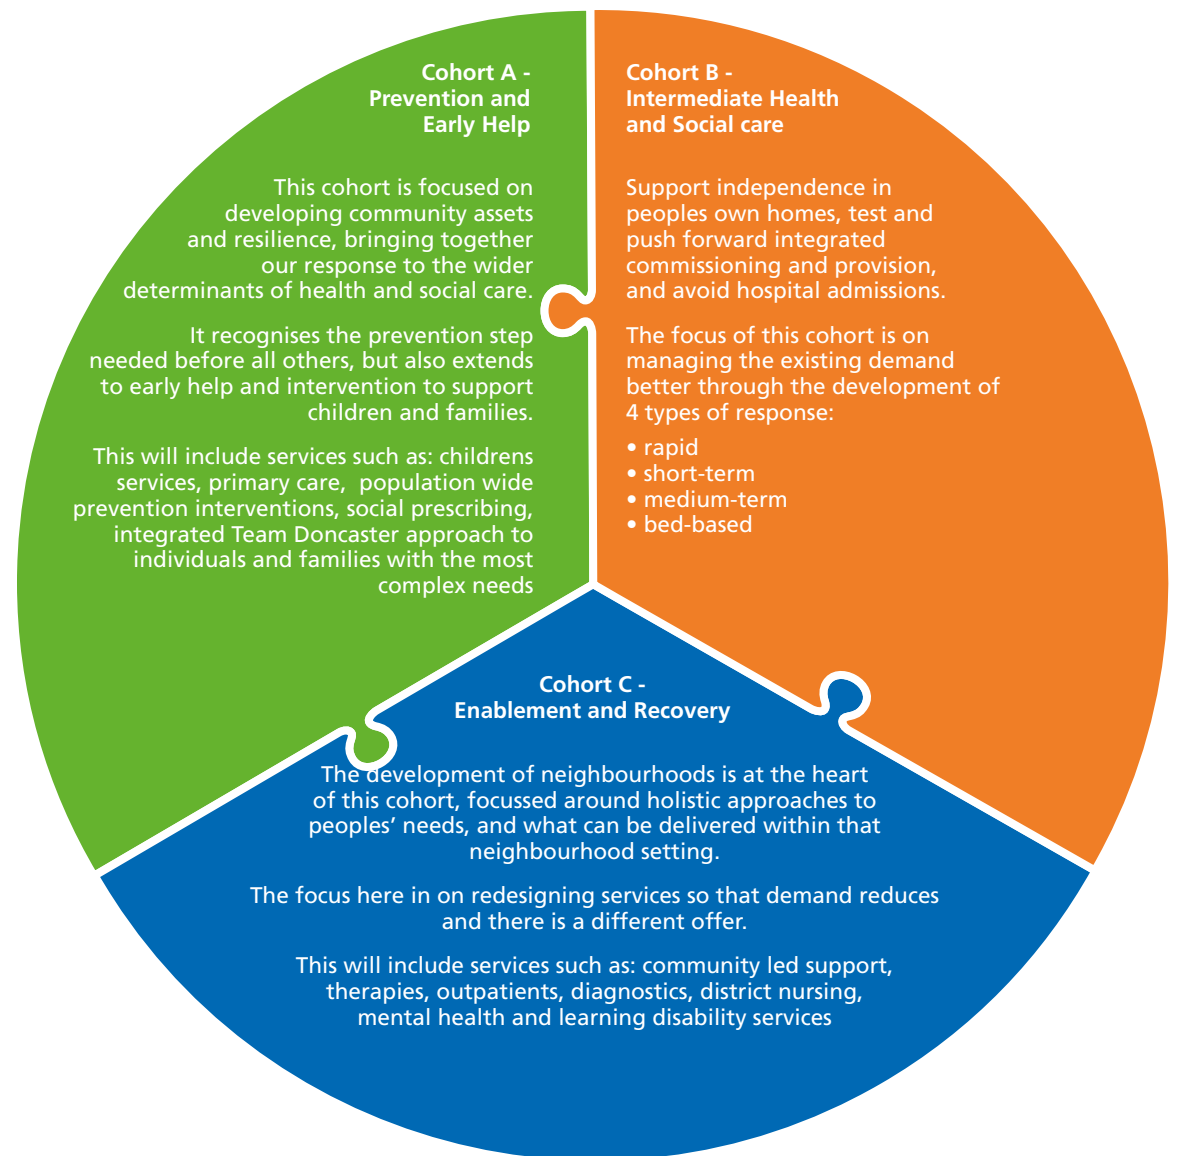 Cohort A -
Prevention and
Early Help
This cohort is focused on
developing community assets
and resilience, bringing together
our response to the wider
determinants of health and social care.
It recognises the prevention step
needed before all others, but also extends
to early help and intervention to support
children and families.
This will include services such as: childrens
services, primary care, population wide
prevention interventions, social prescribing,
integrated Team Doncaster approach to
individuals and families with the most
complex needs
Cohort B -
Intermediate Health
and Social care
Support independence in
peoples own homes, test and
push forward integrated
commissioning and provision,
and avoid hospital admissions.
The focus of this cohort is on
managing the existing demand
better through the development of
4 types of response:
• rapid
• short-term
• medium-term
• bed-based
Cohort C -
Enablement and Recovery
The development of neighbourhoods is at the heart
of this cohort, focussed around holistic approaches to
peoples’ needs, and what can be delivered within that
neighbourhood setting.
The focus here in on redesigning services so that demand reduces
and there is a different offer.
This will include services such as: community led support,
therapies, outpatients, diagnostics, district nursing,
mental health and learning disability services